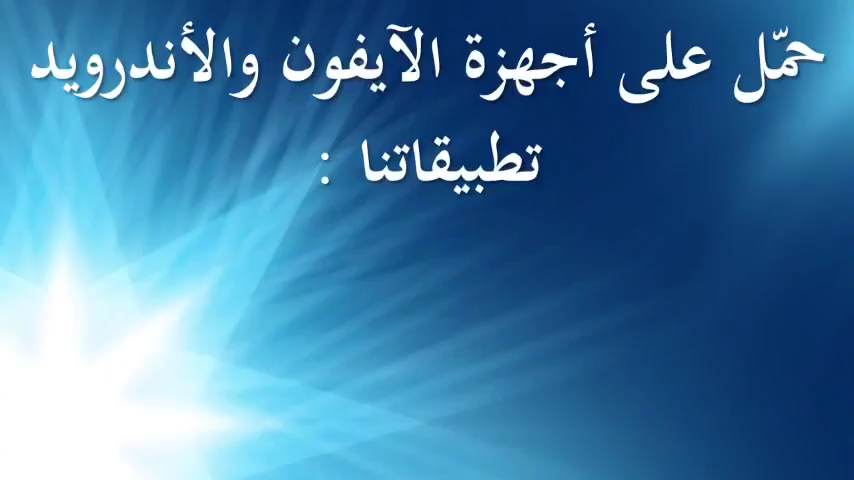 حمّل على أجهزة الآيفون والأندرويد
تطبيقاتنا :